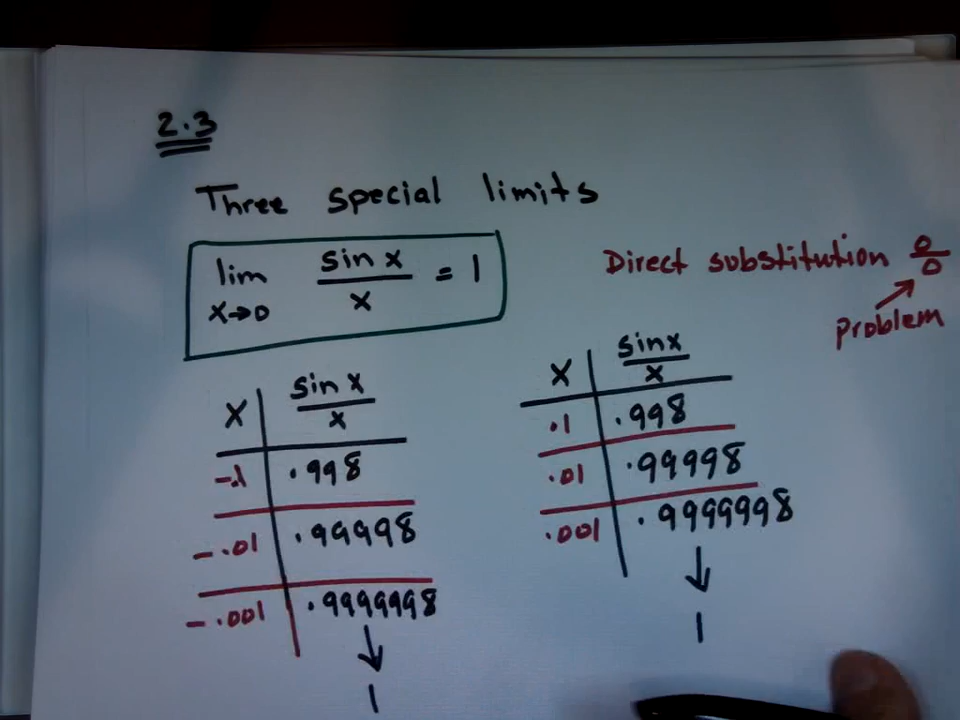 2.3
Three special limits
lim x→0 sin x / x = 1
Direct substitution 0/0
problem
x | sin x / x
-.1 | .998
-.01 | .99998
-.001 | .9999998
↓
1
x | sinx / x
.1 | .998
.01 | .99998
.001 | .9999998
↓
1